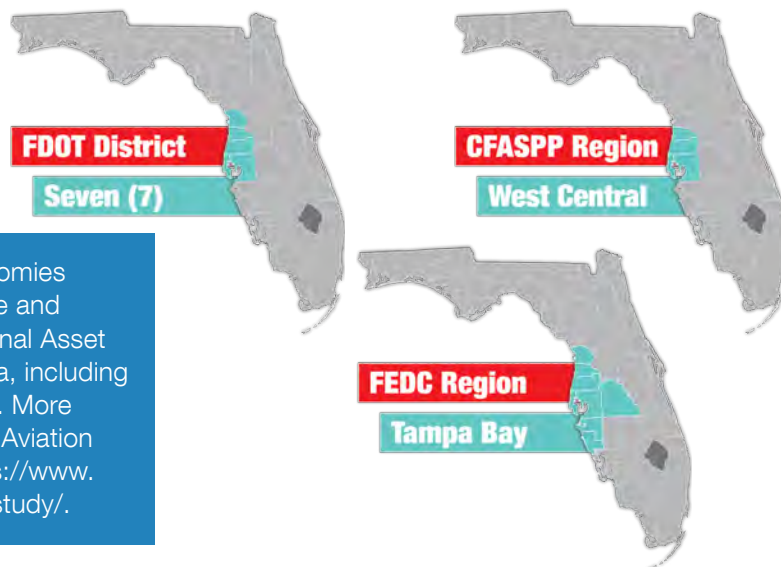 FDOT District
Seven (7)
CFASPP Region
West Central
FEDC Region
Tampa Bay
e and
nal Asset
, including
. More
Aviation
://www.
study/.